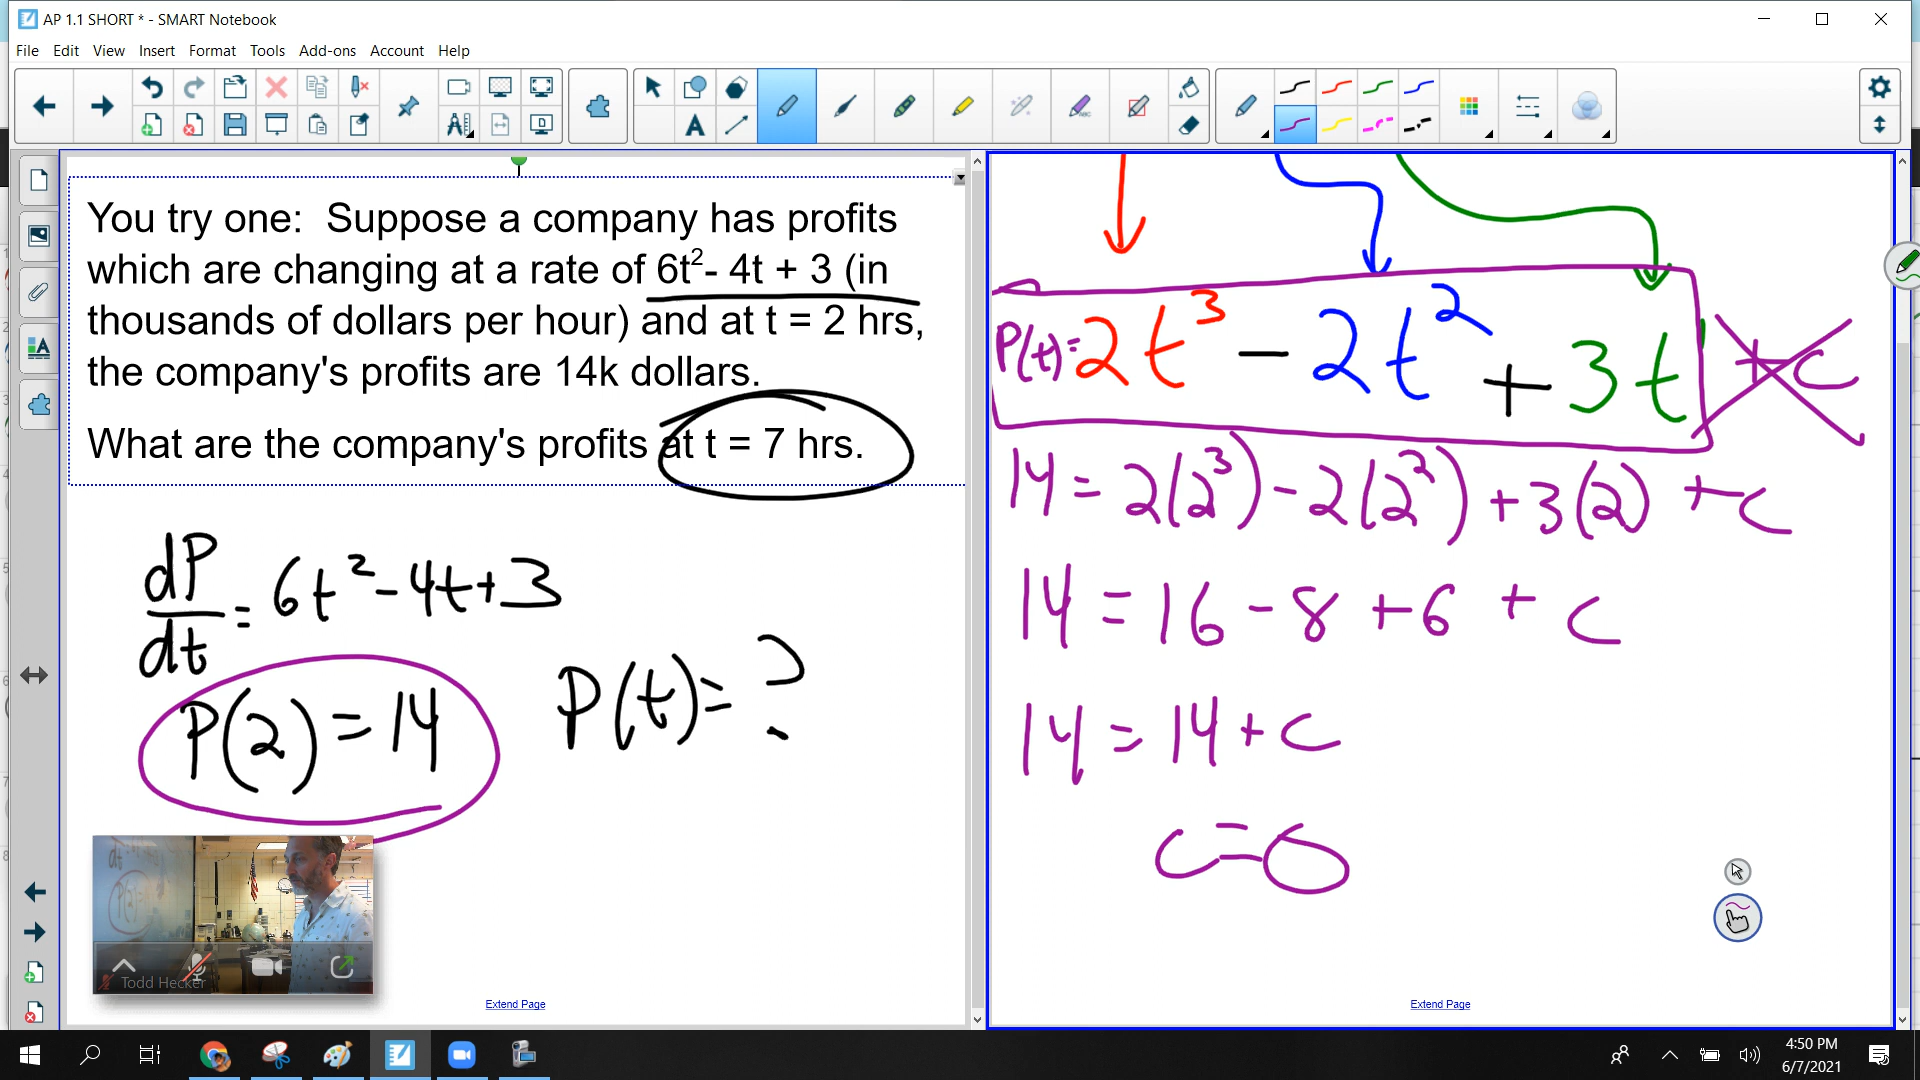 AP 1.1 SHORT * - SMART Notebook
File Edit View Insert Format Tools Add-ons Account Help
You try one: Suppose a company has profits
which are changing at a rate of 6t²- 4t + 3 (in
thousands of dollars per hour) and at t = 2 hrs,
the company's profits are 14k dollars.
What are the company's profits at t = 7 hrs.
dP/dt = 6t² - 4t + 3
P(2) = 14
P(t) = ?
Todd Hecker
Extend Page
P(t) = 2t³ - 2t² + 3t + C
14 = 2(2³) - 2(2²) + 3(2) + C
14 = 16 - 8 + 6 + C
14 = 14 + C
C = 0
Extend Page
4:50 PM
6/7/2021